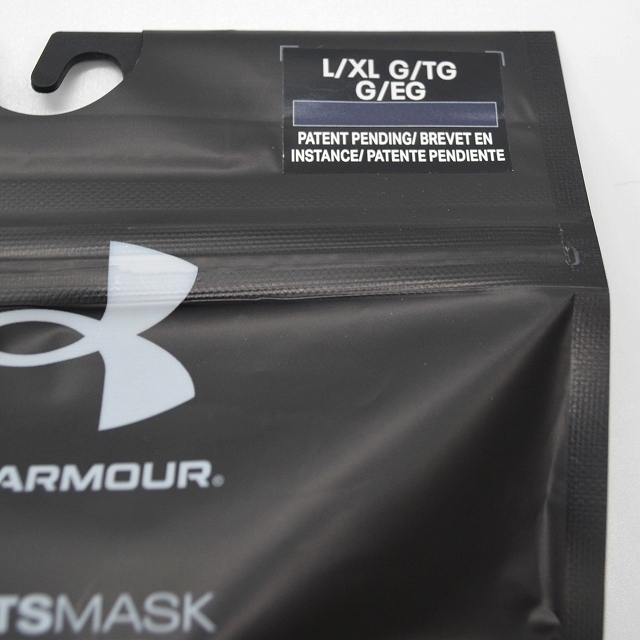 L/XL G/TG
G/EG
PATENT PENDING/ BREVET EN
INSTANCE/ PATENTE PENDIENTE
ARMOUR®
TSMASK